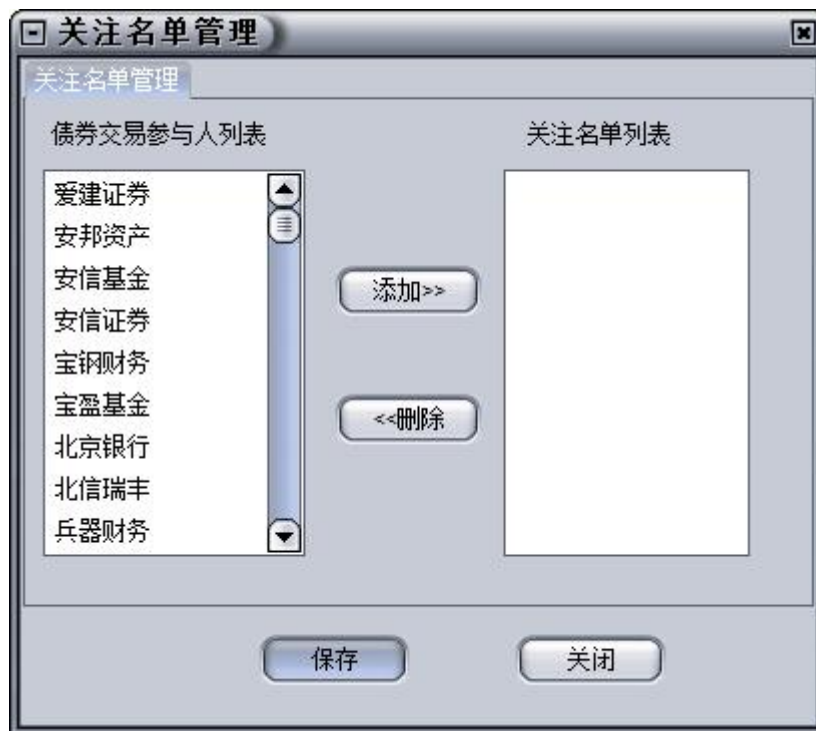 关注名单管理
关注名单管理
债券交易参与人列表
关注名单列表
爱建证券
安邦资产
安信基金
安信证券
宝钢财务
宝盈基金
北京银行
北信瑞丰
兵器财务
添加>>
<<删除
保存
关闭